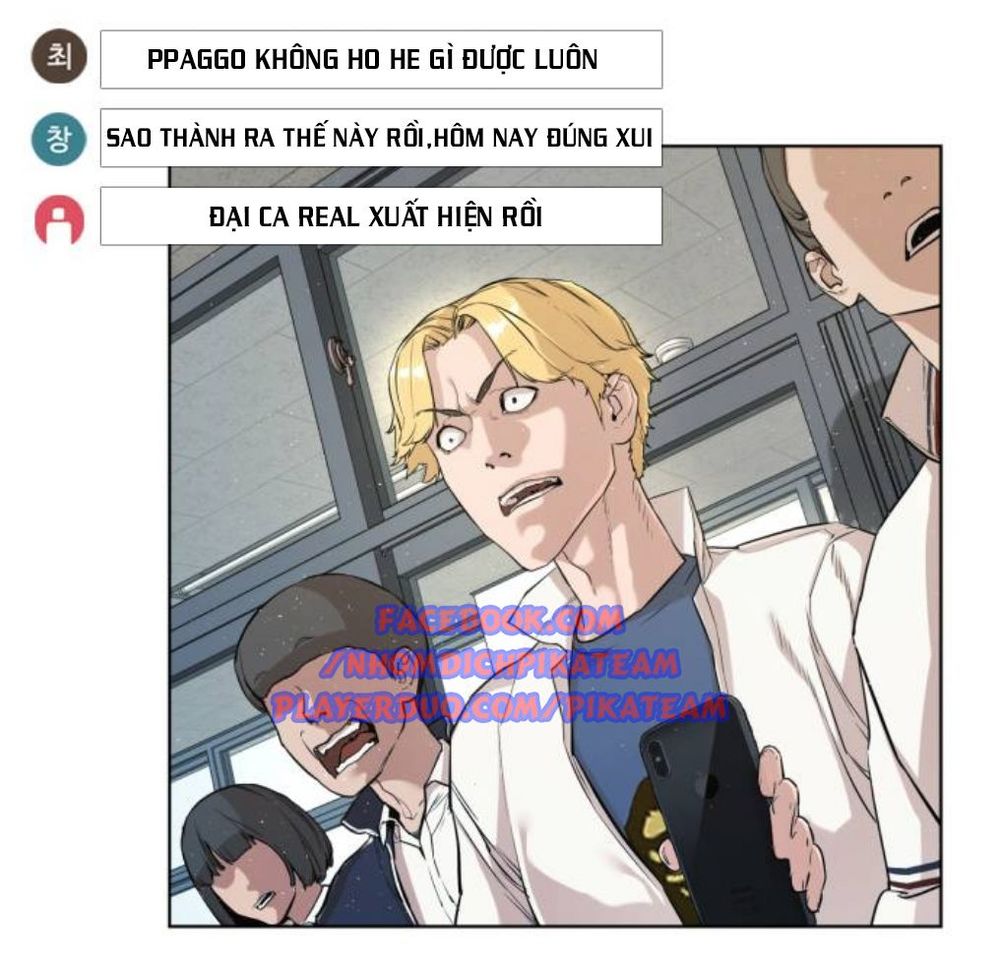 최 PPAGGO KHÔNG HO HE GÌ ĐƯỢC LUÔN
창 SAO THÀNH RA THẾ NÀY RỒI,HÔM NAY ĐÚNG XUI
ĐẠI CA REAL XUẤT HIỆN RỒI
FACEBOOK.COM
/NHOMDICHPIKATEAM
PLAYERDUO.COM/PIKATEAM